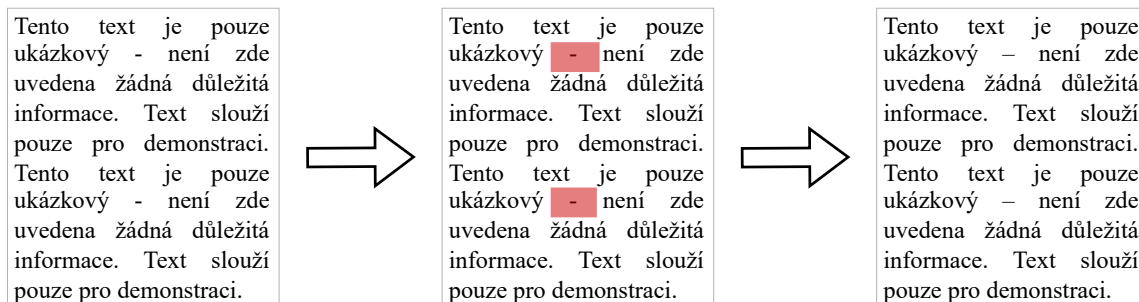 Tento text je pouze
ukázkový - není zde
uvedena žádná důležitá
informace. Text slouží
pouze pro demonstraci.
Tento text je pouze
ukázkový - není zde
uvedena žádná důležitá
informace. Text slouží
pouze pro demonstraci.
Tento text je pouze
ukázkový - není zde
uvedena žádná důležitá
informace. Text slouží
pouze pro demonstraci.
Tento text je pouze
ukázkový - není zde
uvedena žádná důležitá
informace. Text slouží
pouze pro demonstraci.
Tento text je pouze
ukázkový – není zde
uvedena žádná důležitá
informace. Text slouží
pouze pro demonstraci.
Tento text je pouze
ukázkový – není zde
uvedena žádná důležitá
informace. Text slouží
pouze pro demonstraci.